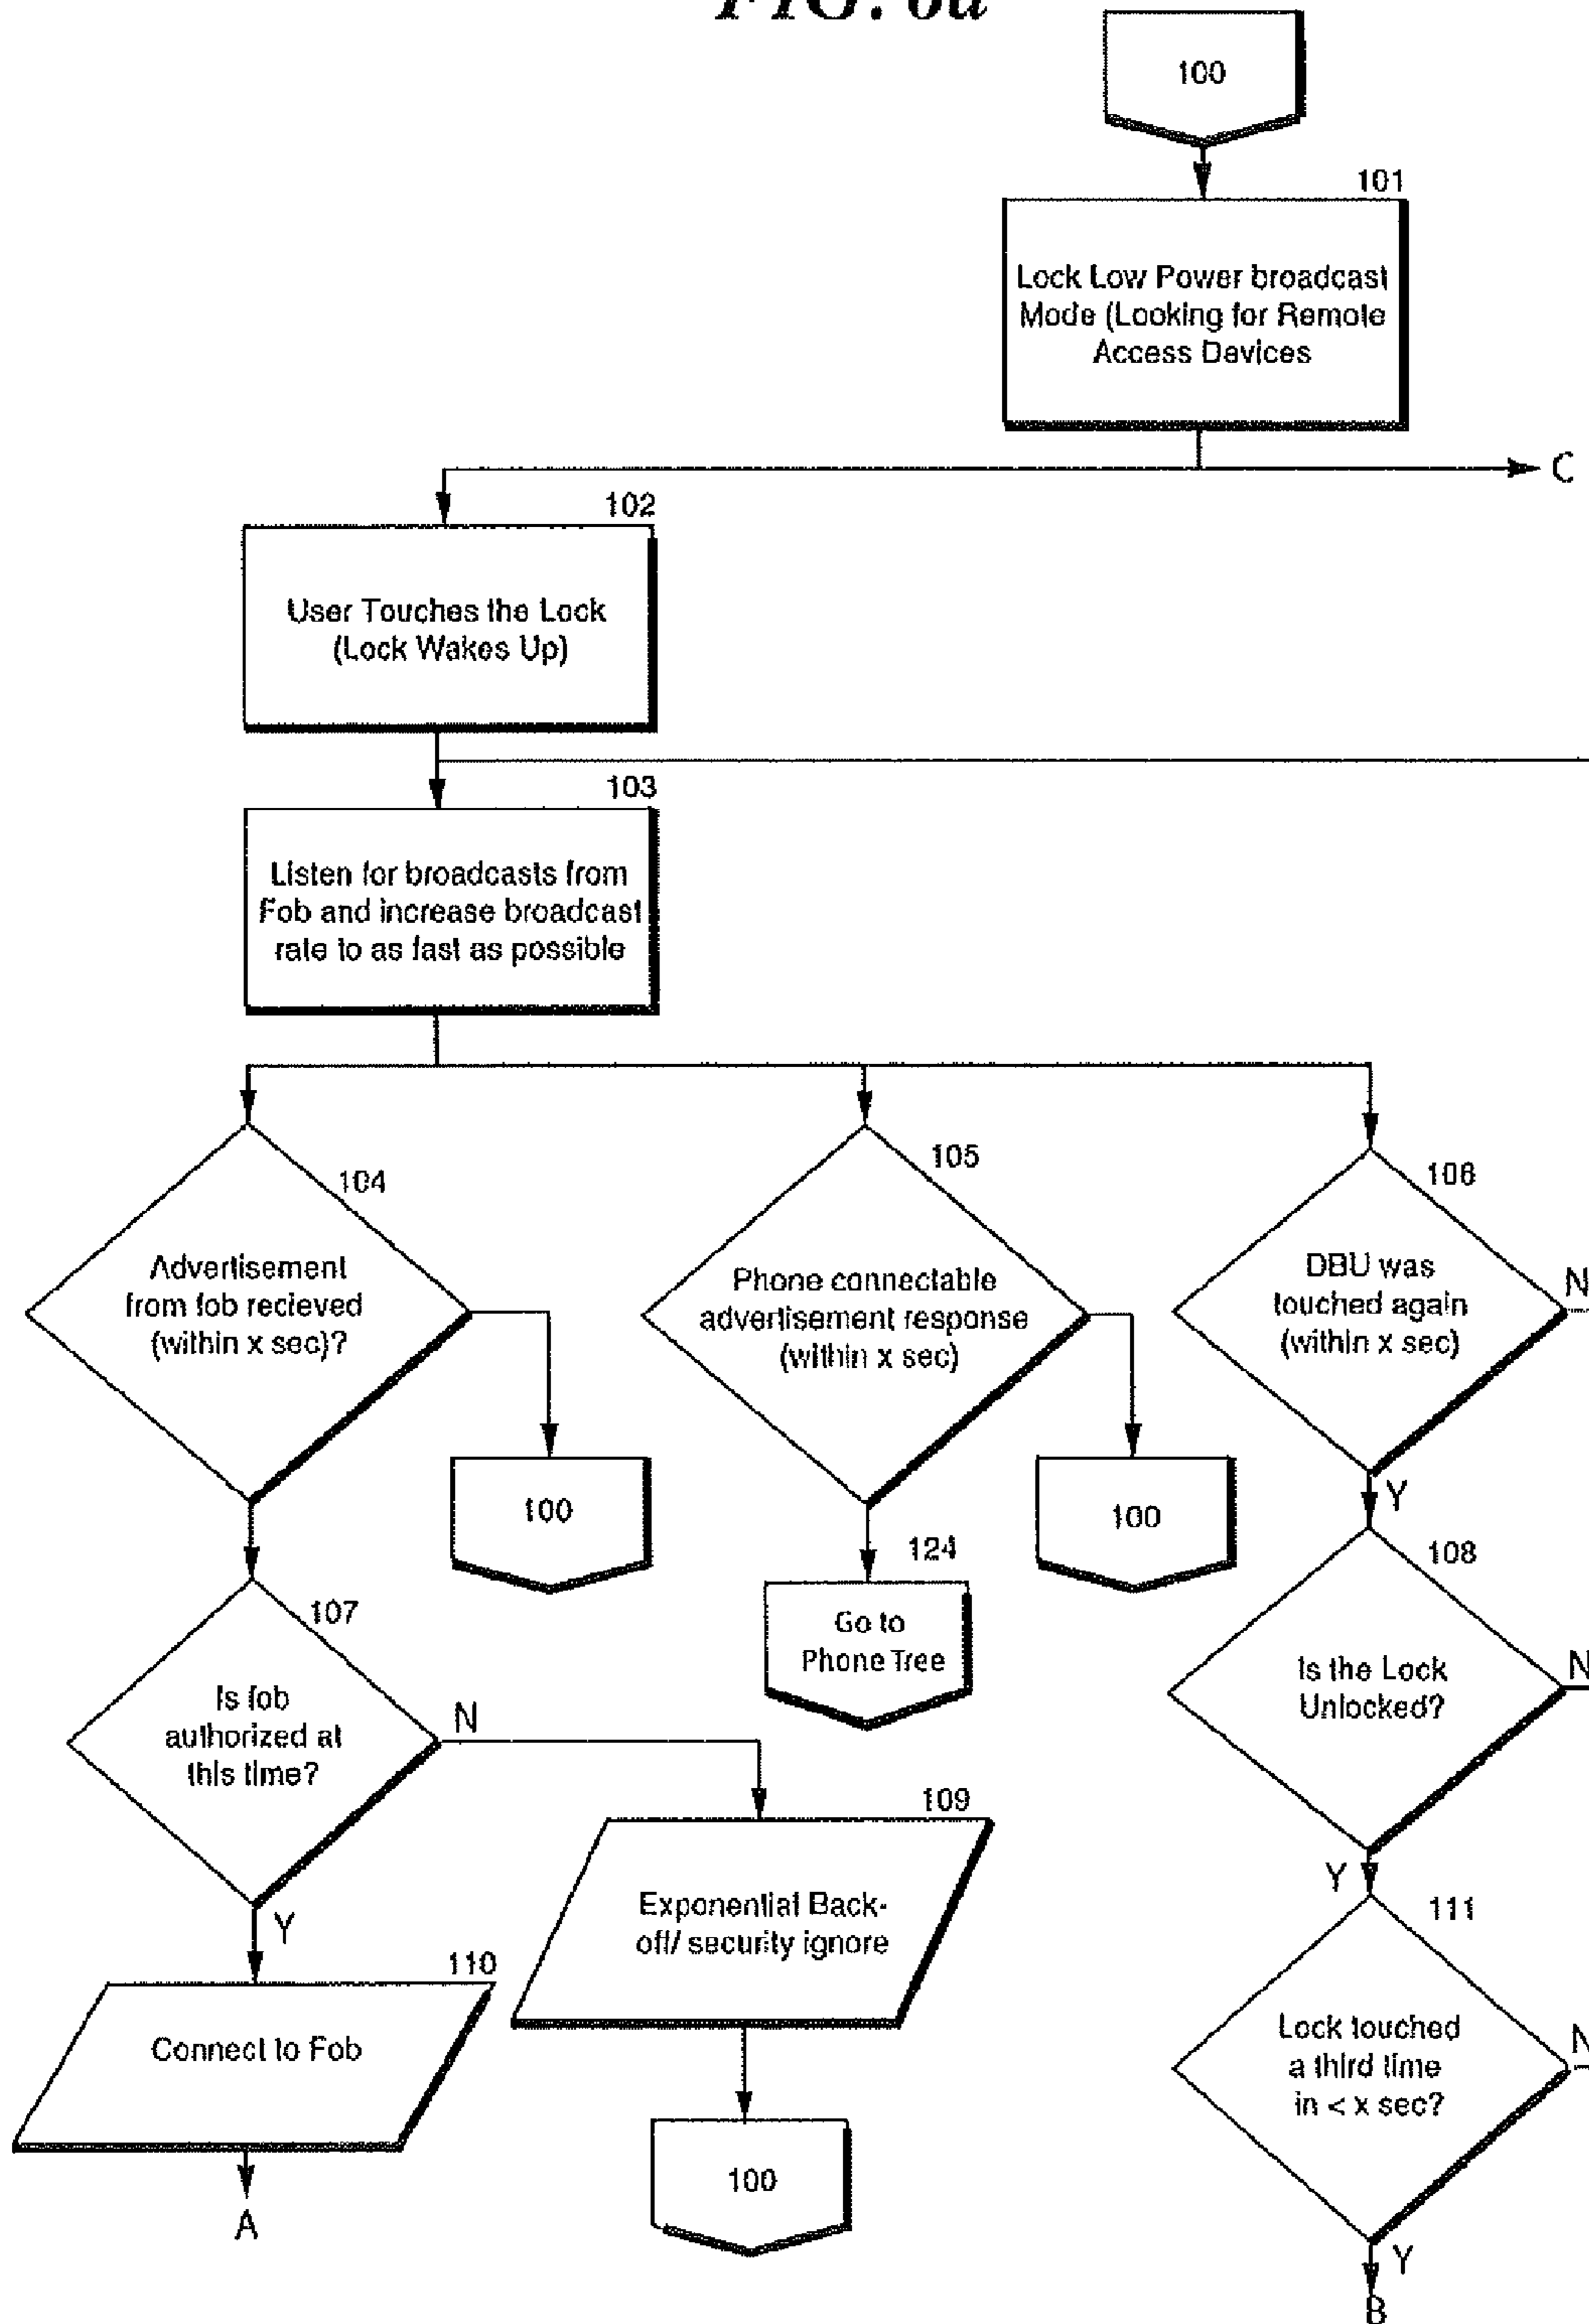 100
101
Lock Low Power broadcast
Mode (Looking for Remote
Access Devices
C
102
User Touches the Lock
(Lock Wakes Up)
103
Listen for broadcasts from
Fob and increase broadcast
rate to as fast as possible
104
Advertisement
from fob recieved
(within x sec)?
100
105
Phone connectable
advertisement response
(within x sec)
100
106
DBU was
touched again
(within x sec)
N
Y
124
Go to
Phone Tree
107
Is fob
authorized at
this time?
N
Y
108
Is the Lock
Unlocked?
N
Y
109
Exponential Back-
off/ security ignore
100
110
Connect to Fob
A
111
Lock touched
a third time
in < x sec?
N
Y
B